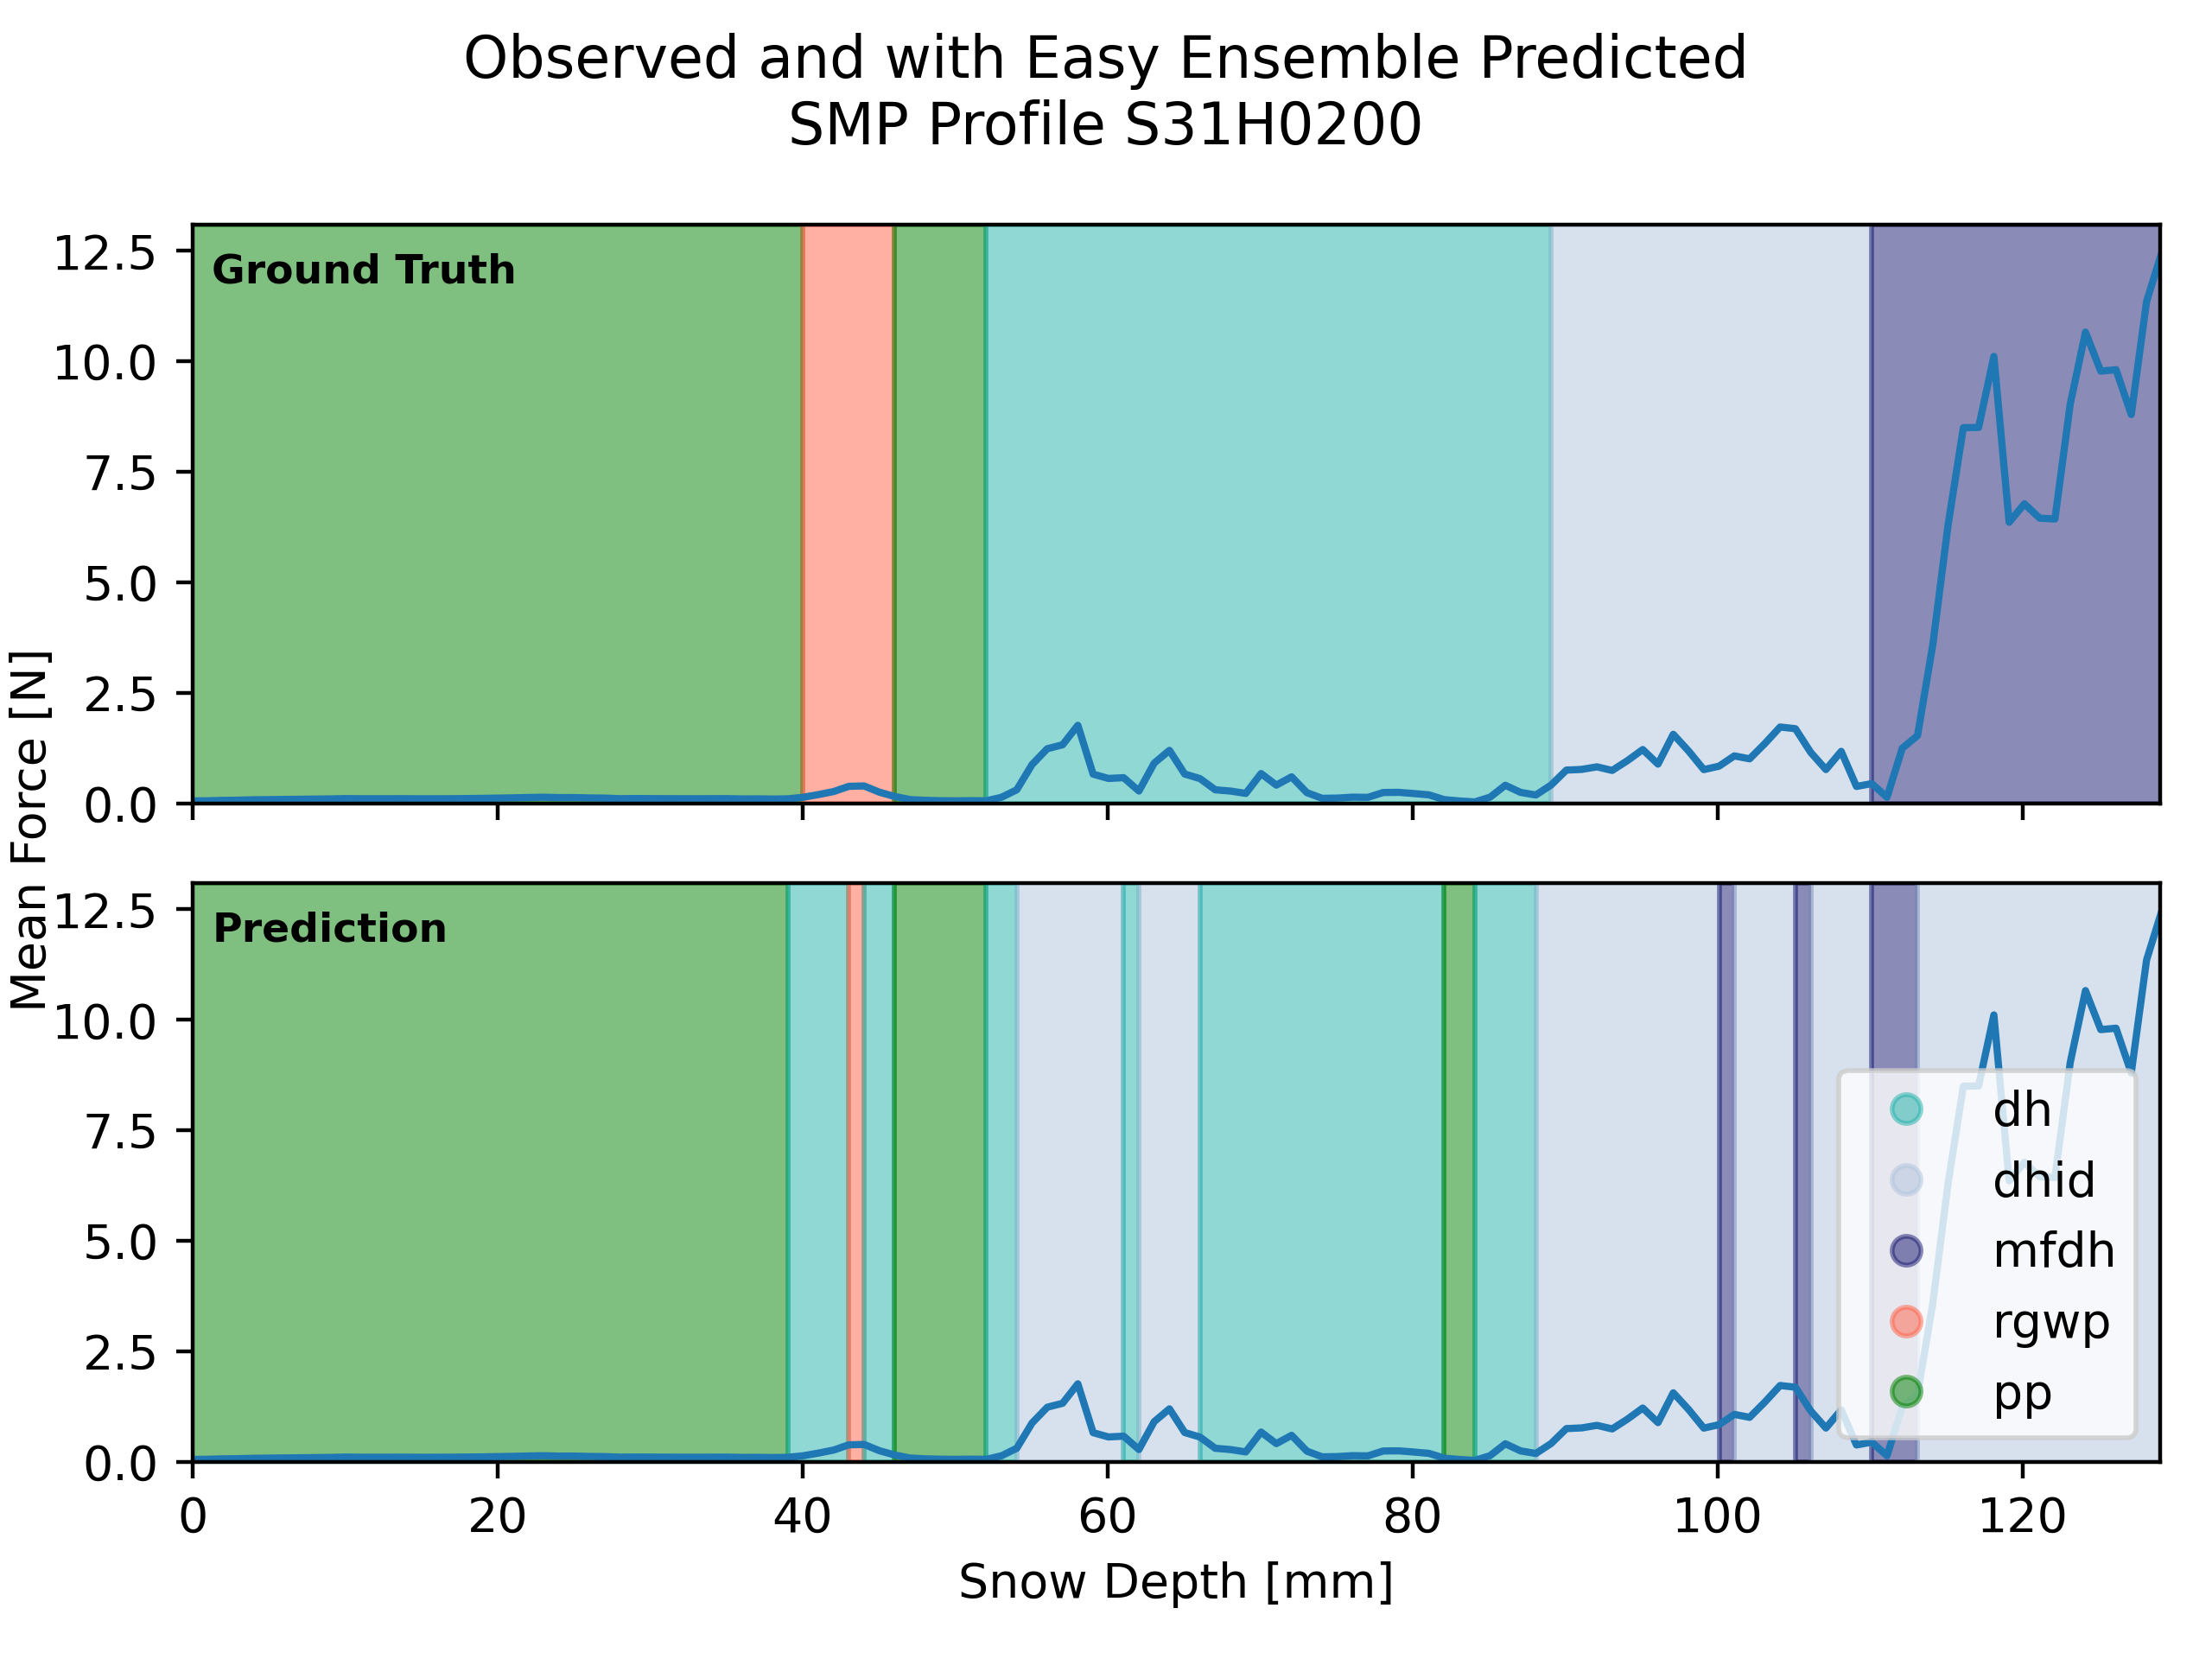 Observed and with Easy Ensemble Predicted
SMP Profile S31H0200
Mean Force [N]
12.5
10.0
7.5
5.0
2.5
0.0
Ground Truth
12.5
10.0
7.5
5.0
2.5
0.0
Prediction
dh
dhid
mfdh
rgwp
pp
0 20 40 60 80 100 120
Snow Depth [mm]